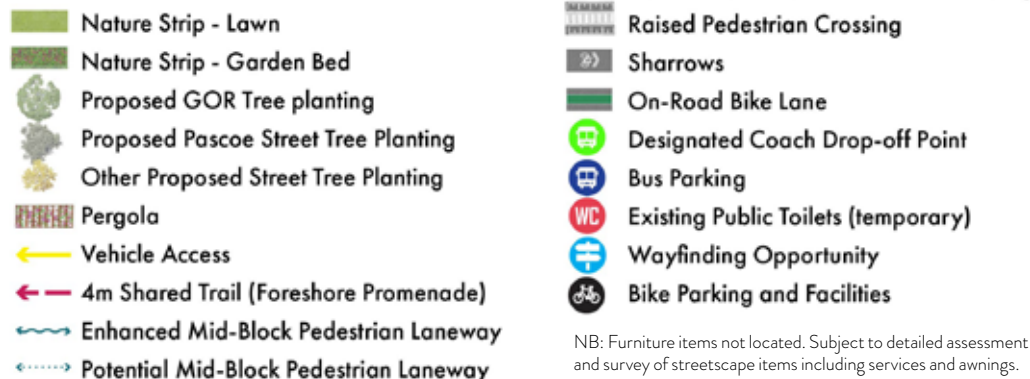 Nature Strip - Lawn
Nature Strip - Garden Bed
Proposed GOR Tree planting
Proposed Pascoe Street Tree Planting
Other Proposed Street Tree Planting
Pergola
Vehicle Access
4m Shared Trail (Foreshore Promenade)
Enhanced Mid-Block Pedestrian Laneway
Potential Mid-Block Pedestrian Laneway
Raised Pedestrian Crossing
Sharrows
On-Road Bike Lane
Designated Coach Drop-off Point
Bus Parking
WC Existing Public Toilets (temporary)
Wayfinding Opportunity
Bike Parking and Facilities
NB: Furniture items not located. Subject to detailed assessment
and survey of streetscape items including services and awnings.